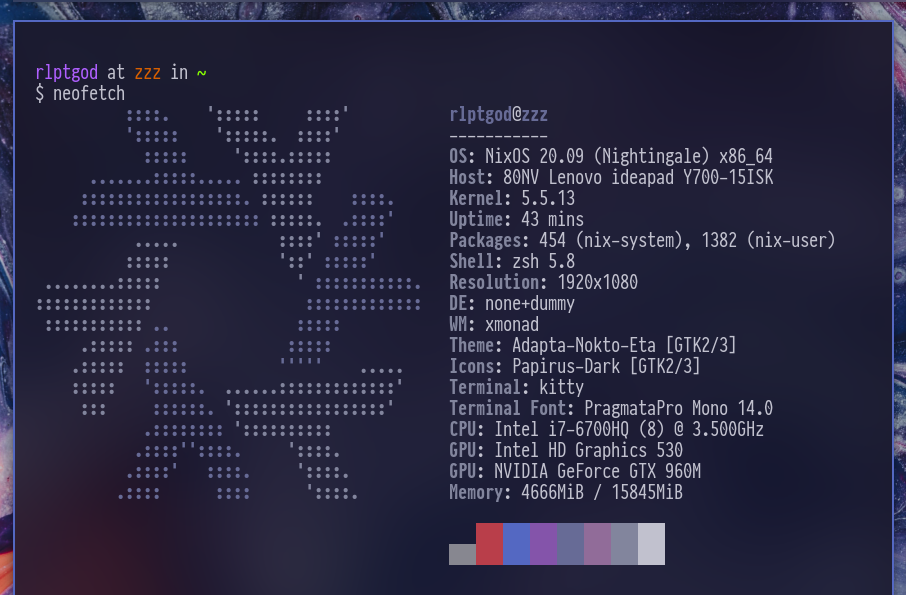 rlptgod at zzz in ~
$ neofetch
rlptgod@zzz
-----------
OS: NixOS 20.09 (Nightingale) x86_64
Host: 80NV Lenovo ideapad Y700-15ISK
Kernel: 5.5.13
Uptime: 43 mins
Packages: 454 (nix-system), 1382 (nix-user)
Shell: zsh 5.8
Resolution: 1920x1080
DE: none+dummy
WM: xmonad
Theme: Adapta-Nokto-Eta [GTK2/3]
Icons: Papirus-Dark [GTK2/3]
Terminal: kitty
Terminal Font: PragmataPro Mono 14.0
CPU: Intel i7-6700HQ (8) @ 3.500GHz
GPU: Intel HD Graphics 530
GPU: NVIDIA GeForce GTX 960M
Memory: 4666MiB / 15845MiB